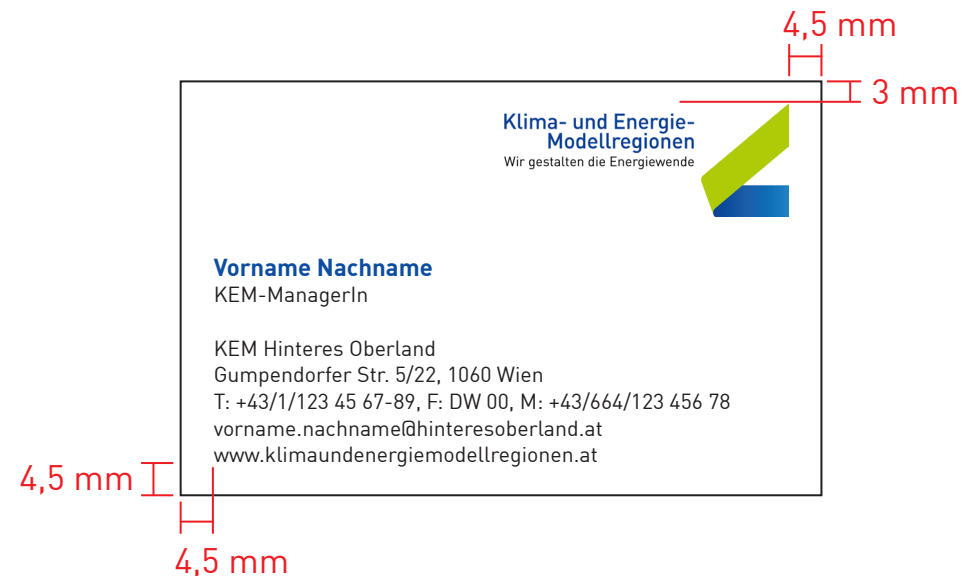 4,5 mm
3 mm
Klima- und Energie-
Modellregionen
Wir gestalten die Energiewende
Vorname Nachname
KEM-ManagerIn
KEM Hinteres Oberland
Gumpendorfer Str. 5/22, 1060 Wien
T: +43/1/123 45 67-89, F: DW 00, M: +43/664/123 456 78
vorname.nachname@hinteresoberland.at
www.klimaundenergiemodellregionen.at
4,5 mm
4,5 mm